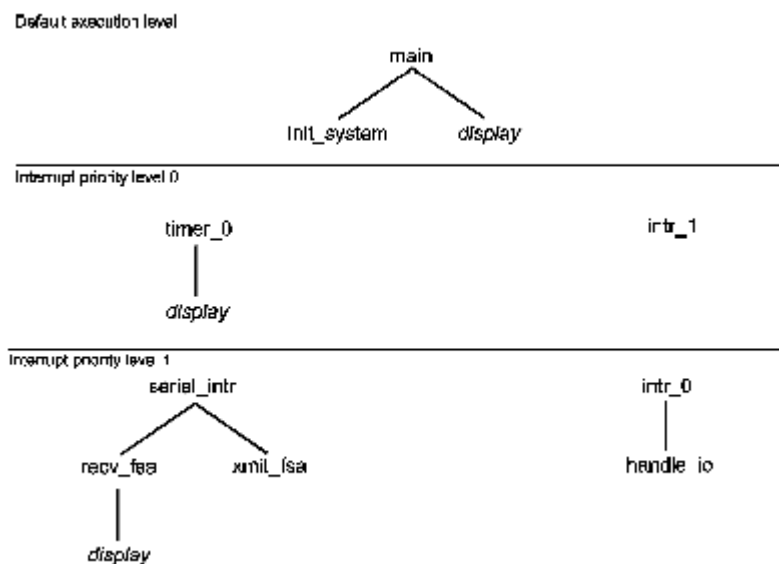 Default execution level
main
init_system display
Interrupt priority level 0
timer_0 intr_1
display
Interrupt priority level 1
serial_intr intr_0
recv_fsa xmit_fsa handle_io
display